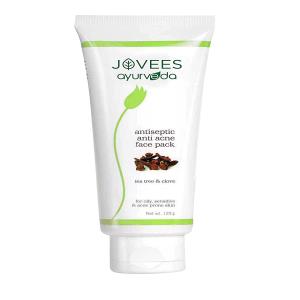 JOVEES
ayurveda
antiseptic
anti acne
face pack
tea tree & clove
for oily, sensitive
& acne prone skin
Net wt. 120g